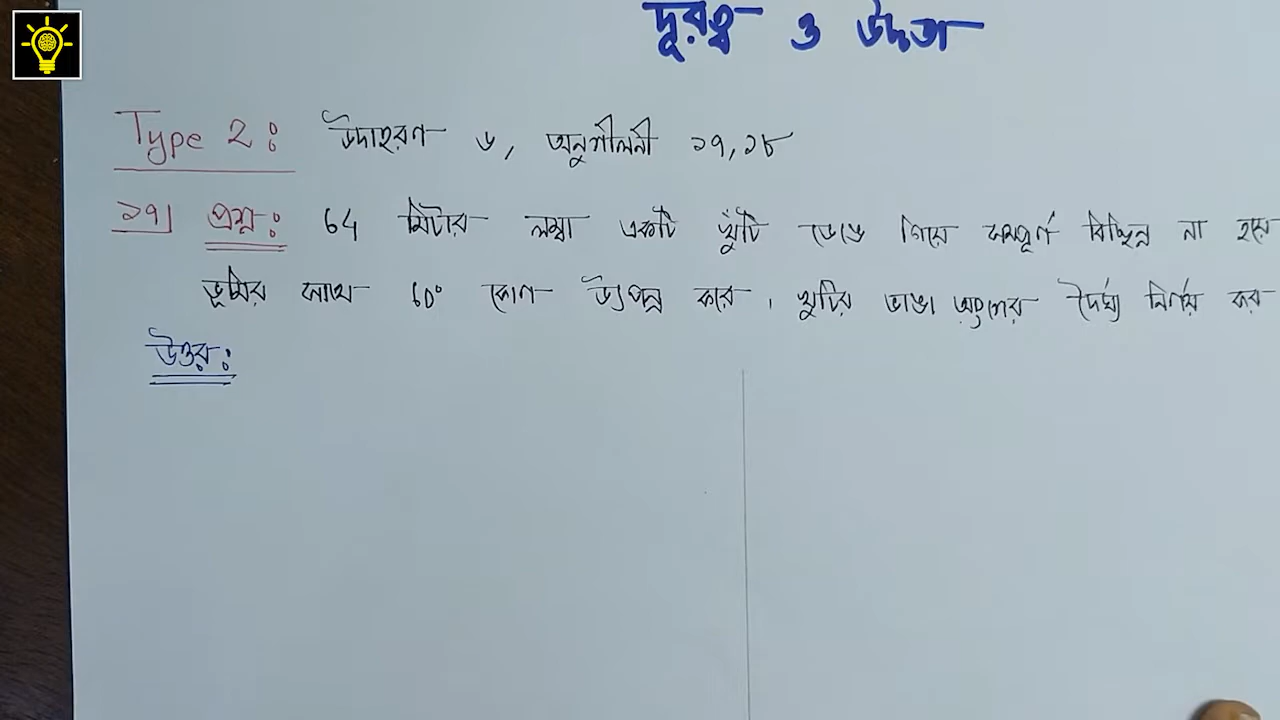 দূরত্ব ও উচ্চতা
Type 2: উদাহরণ ৬, অনুশীলনী ১৭, ১৮
১৭। প্রশ্ন: 64 মিটার লম্বা একটি খুঁটি ভেঙে গিয়ে সম্পূর্ণ বিচ্ছিন্ন না হয়ে
ভূমির সাথে 60° কোণ উৎপন্ন করে। খুটির ভাঙা অংশের দৈর্ঘ্য নির্ণয় কর
উত্তর: